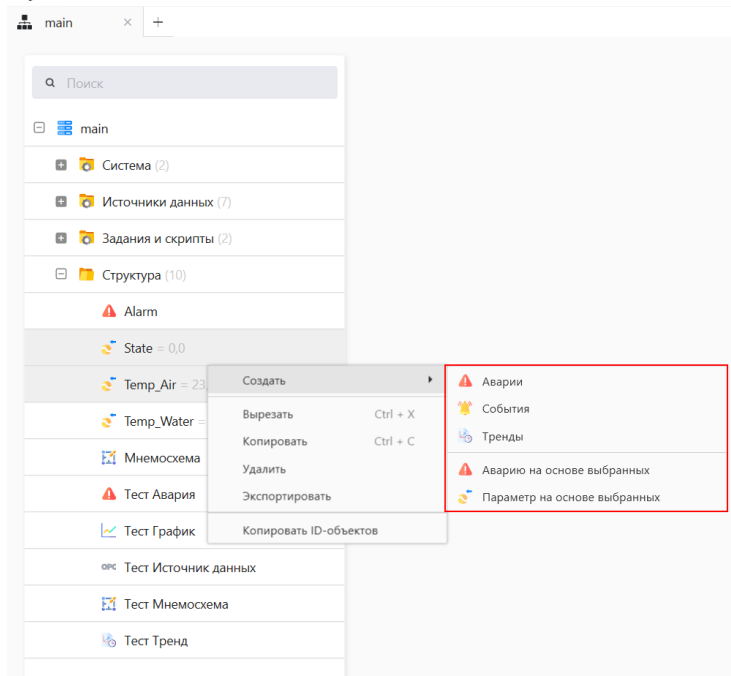 main
Поиск
main
Система (2)
Источники данных (7)
Задания и скрипты (2)
Структура (10)
Alarm
State = 0,0
Temp_Air = 23,
Temp_Water =
Мнемосхема
Тест Авария
Тест График
OPC Тест Источник данных
Тест Мнемосхема
Тест Тренд
Создать
Вырезать Ctrl + X
Копировать Ctrl + C
Удалить
Экспортировать
Копировать ID-объектов
Аварии
События
Тренды
Аварию на основе выбранных
Параметр на основе выбранных